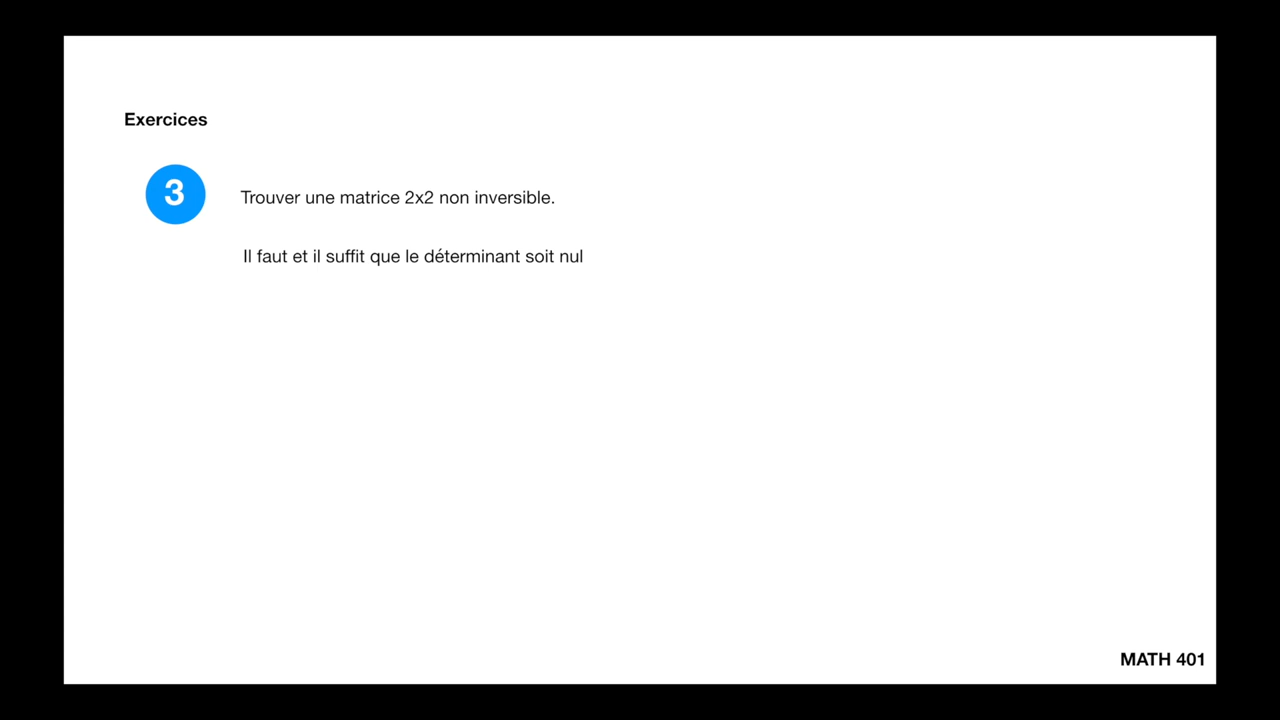 Exercices
3
Trouver une matrice 2x2 non inversible.
Il faut et il suffit que le déterminant soit nul
MATH 401